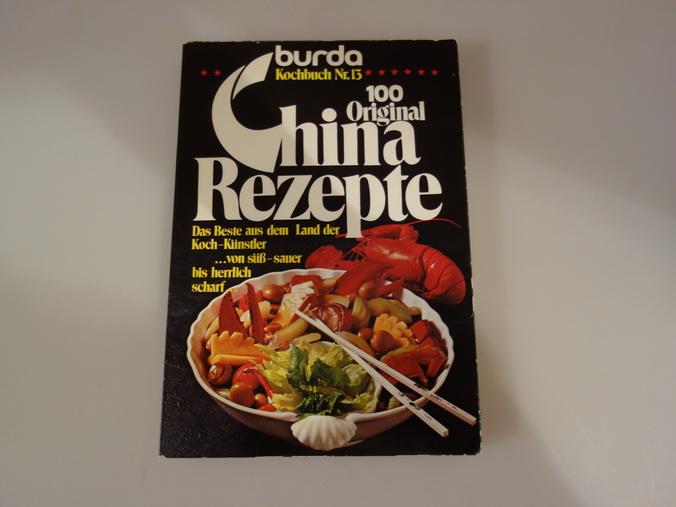 burda
Kochbuch Nr. 13
100
Original
China
Rezepte
Das Beste aus dem Land der
Koch-Künstler
...von süß-sauer
bis herrlich
scharf...